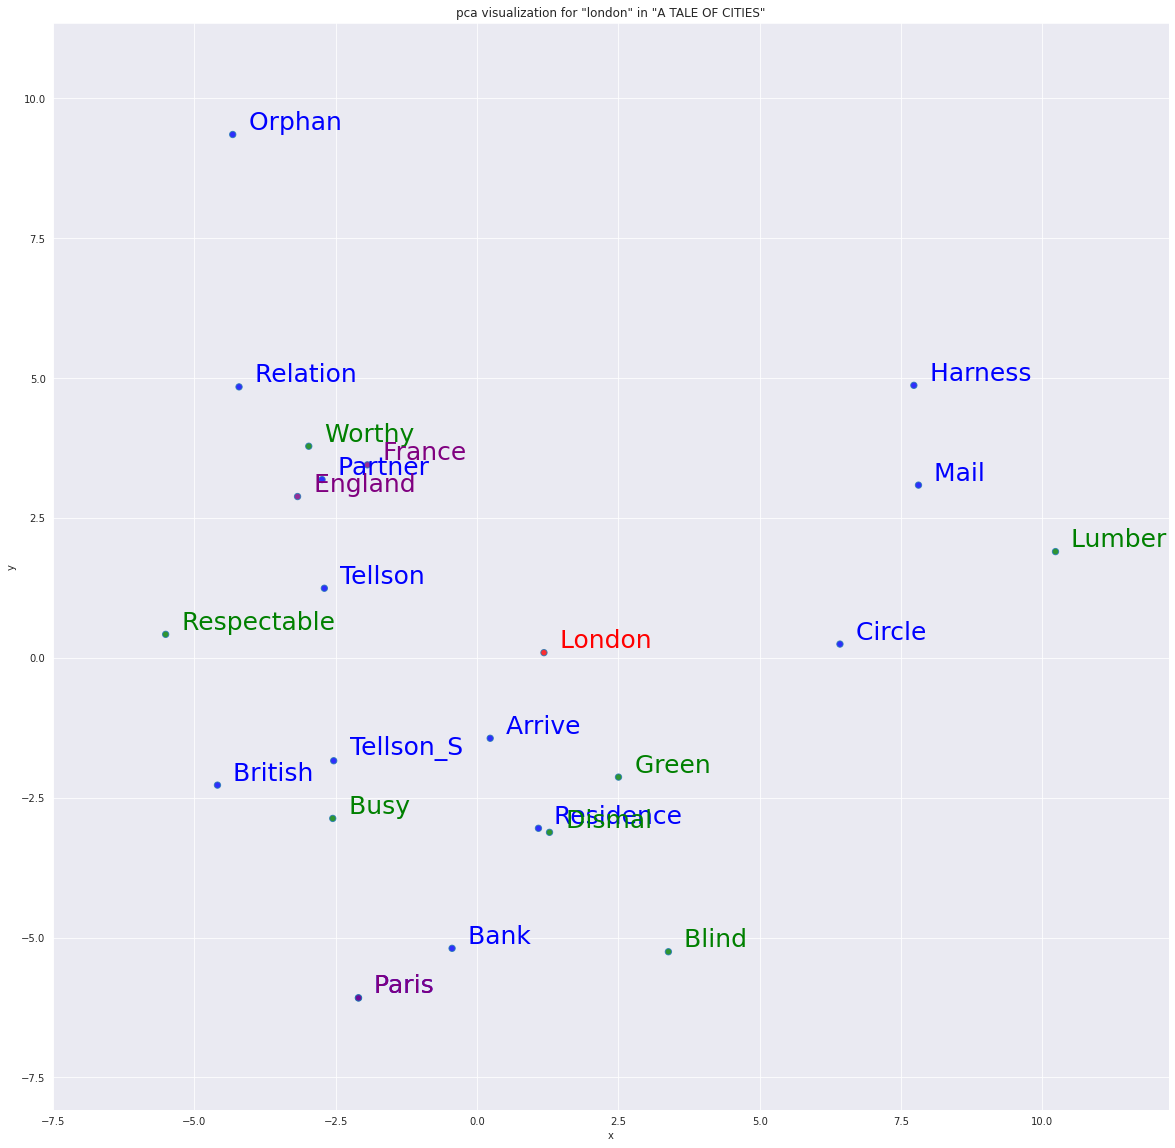 pca visualization for "london" in "A TALE OF CITIES"
10.0
7.5
5.0
2.5
0.0
−2.5
−5.0
−7.5
y
Orphan
Relation
Harness
Worthy
France
Partner
England
Mail
Lumber
Tellson
Respectable
London
Circle
Arrive
Tellson_S
Green
British
Busy
Residence
Dismal
Bank
Blind
Paris
−7.5
−5.0
−2.5
0.0
2.5
5.0
7.5
10.0
x